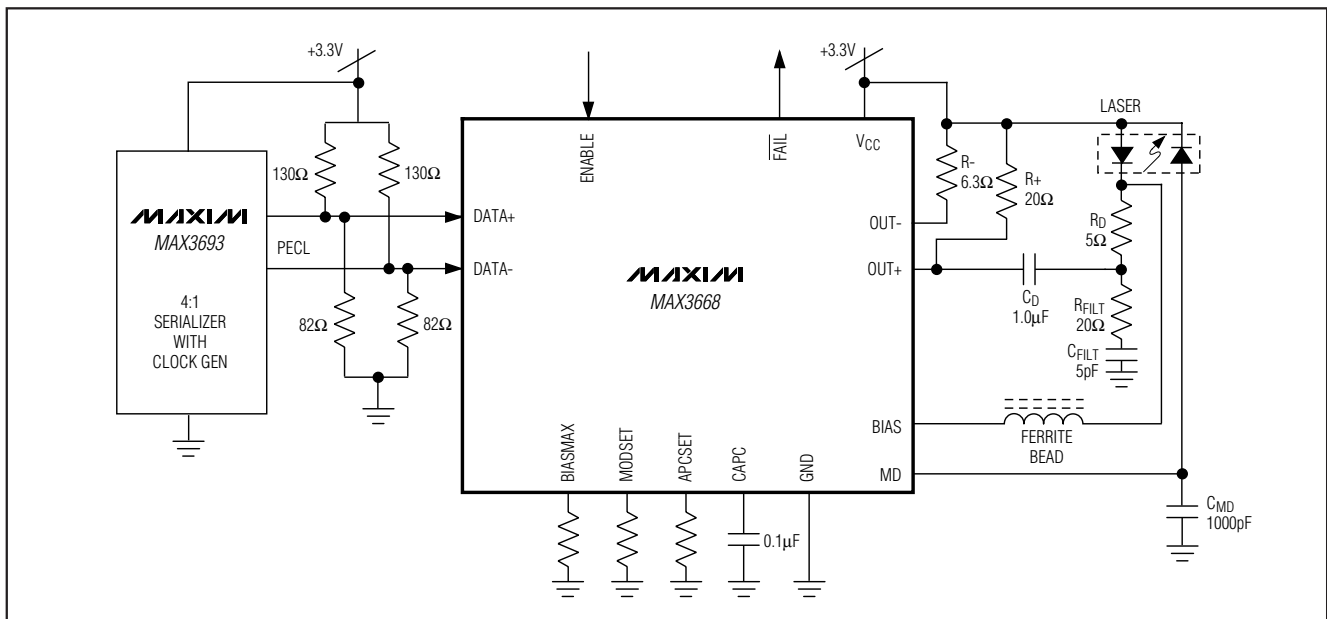 +3.3V
+3.3V
LASER
ENABLE
FAIL
VCC
130Ω
130Ω
R-
6.3Ω
R+
20Ω
MAXIM
MAX3693
PECL
4:1
SERIALIZER
WITH
CLOCK GEN
DATA+
DATA-
82Ω
82Ω
MAXIM
MAX3668
OUT-
OUT+
RD
5Ω
CD
1.0µF
RFILT
20Ω
CFILT
5pF
BIAS
MD
FERRITE
BEAD
CMD
1000pF
BIASMAX
MODSET
APCSET
CAPC
GND
0.1µF